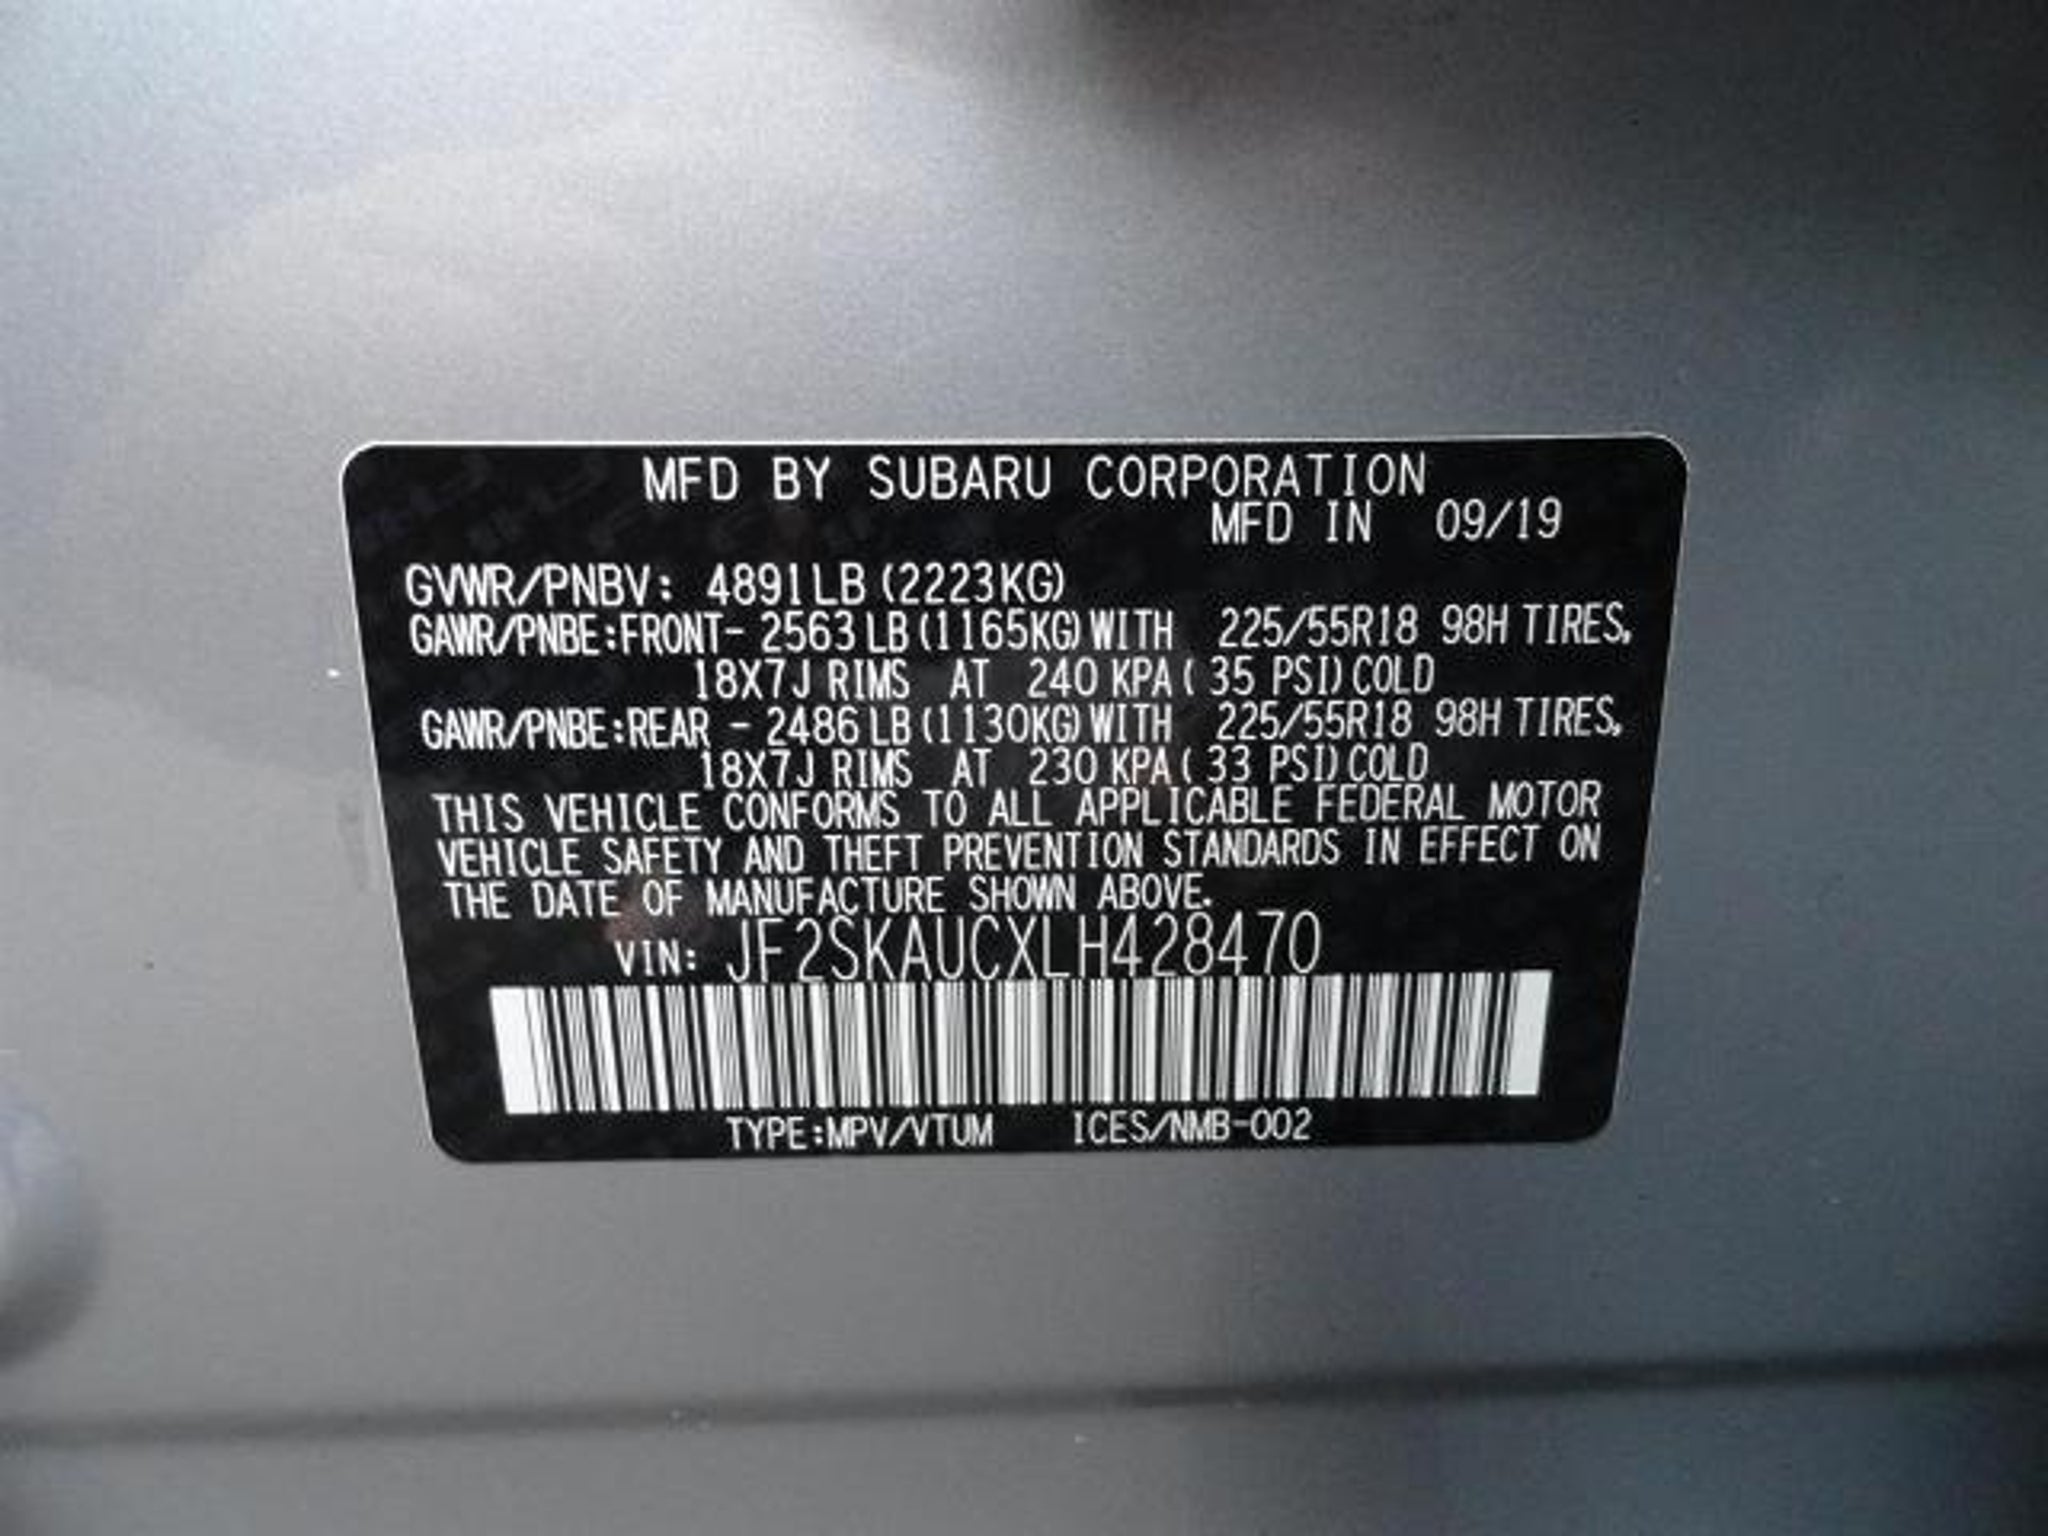 MFD BY SUBARU CORPORATION
MFD IN 09/19
GVWR/PNBV: 4891LB (2223KG)
GAWR/PNBE:FRONT- 2563LB (1165KG) WITH 225/55R18 98H TIRES,
18X7J RIMS AT 240 KPA ( 35 PSI) COLD
GAWR/PNBE:REAR - 2486LB (1130KG) WITH 225/55R18 98H TIRES,
18X7J RIMS AT 230 KPA ( 33 PSI) COLD
THIS VEHICLE CONFORMS TO ALL APPLICABLE FEDERAL MOTOR
VEHICLE SAFETY AND THEFT PREVENTION STANDARDS IN EFFECT ON
THE DATE OF MANUFACTURE SHOWN ABOVE.
VIN: JF2SKAUCXLH428470
TYPE:MPV/VTUM ICES/NMB-002